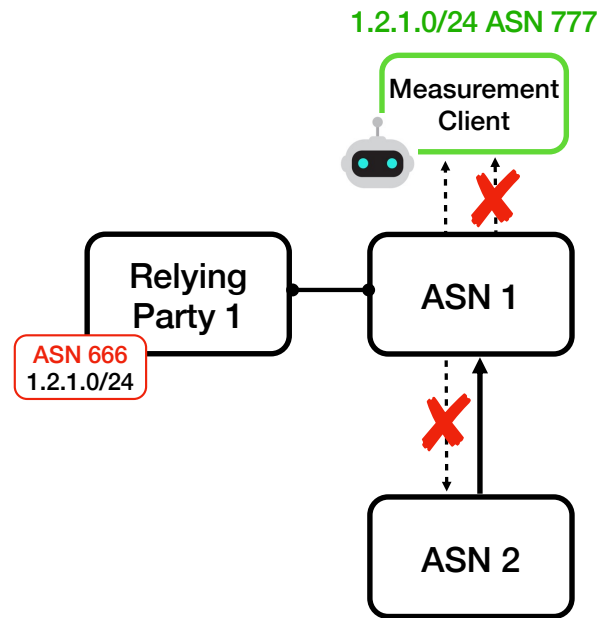 1.2.1.0/24 ASN 777
Measurement
Client
Relying
Party 1
ASN 1
ASN 666
1.2.1.0/24
ASN 2